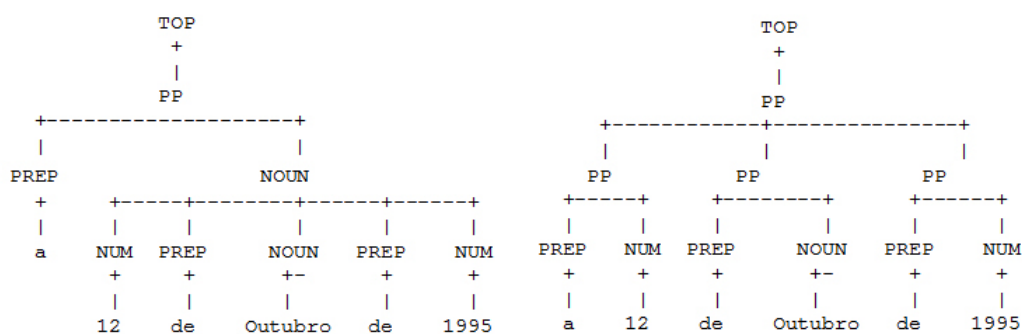 TOP TOP
PP PP
PREP NOUN PP PP PP
a NUM PREP NOUN PREP NUM PREP NUM PREP NOUN PREP NUM
12 de Outubro de 1995 a 12 de Outubro de 1995